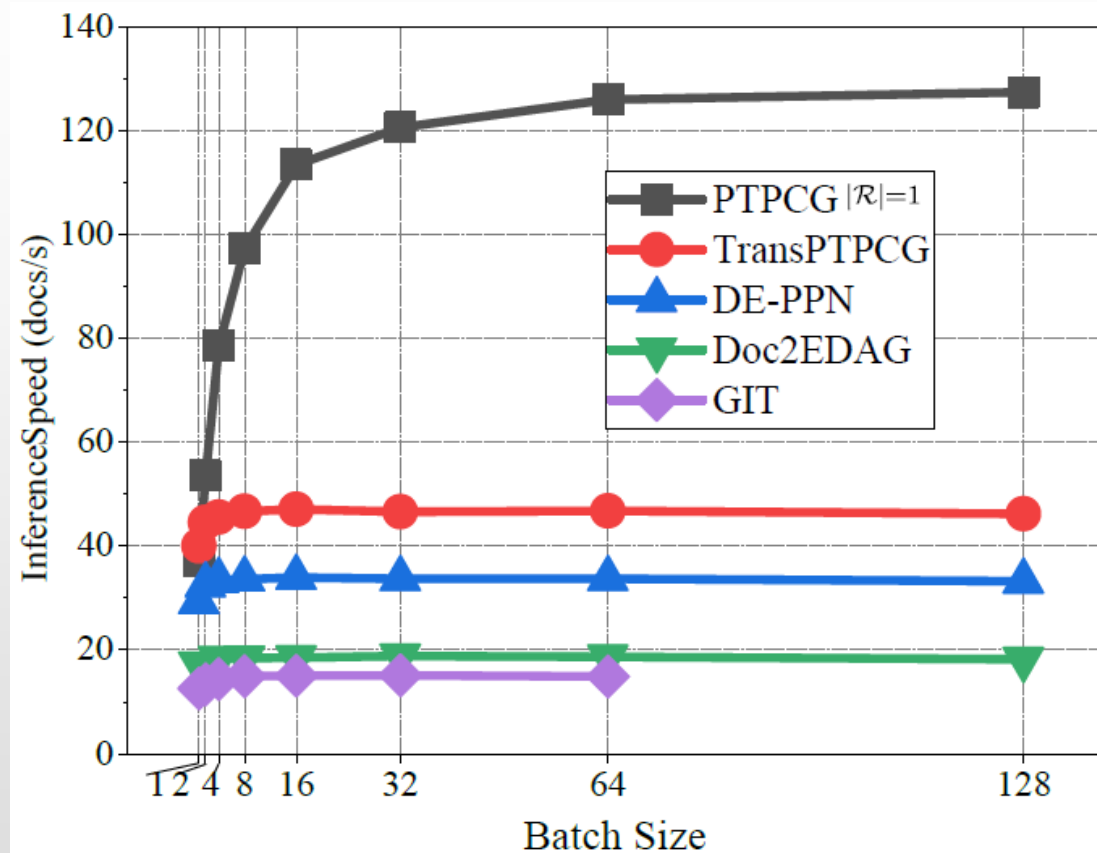 140
120
100
80
60
40
20
0
InferenceSpeed (docs/s)
PTPCG |R|=1
TransPTPCG
DE-PPN
Doc2EDAG
GIT
1 2 4 8 16 32 64 128
Batch Size